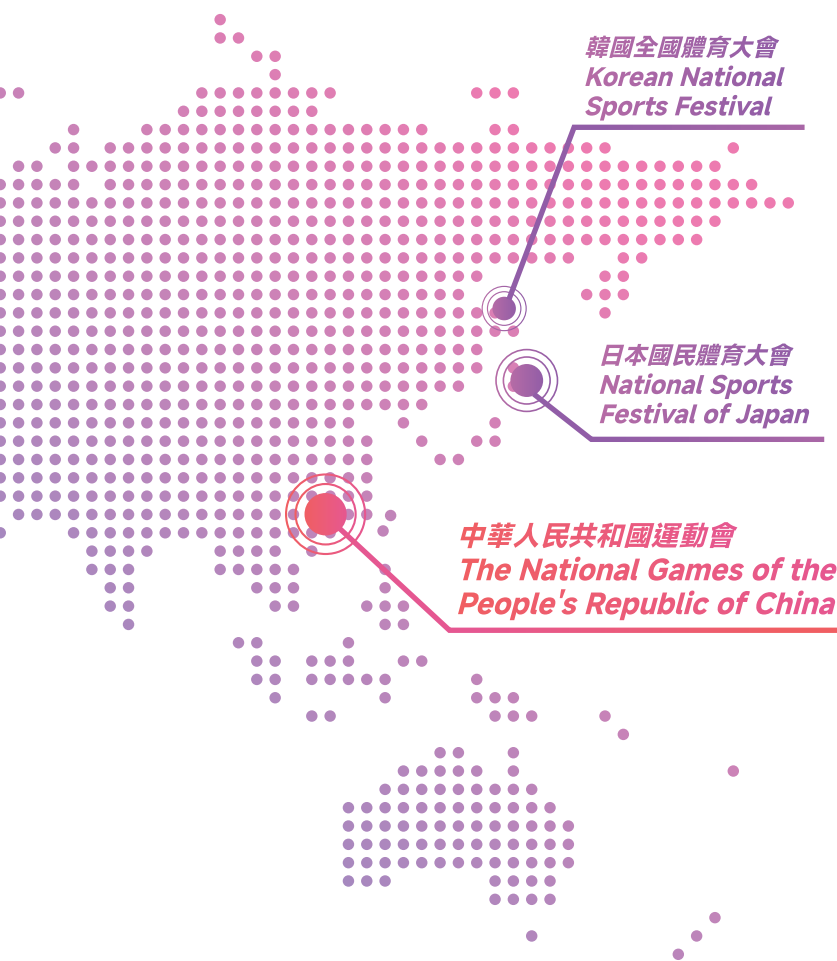 韓國全國體育大會
Korean National
Sports Festival
日本國民體育大會
National Sports
Festival of Japan
中華人民共和國運動會
The National Games of the
People's Republic of China